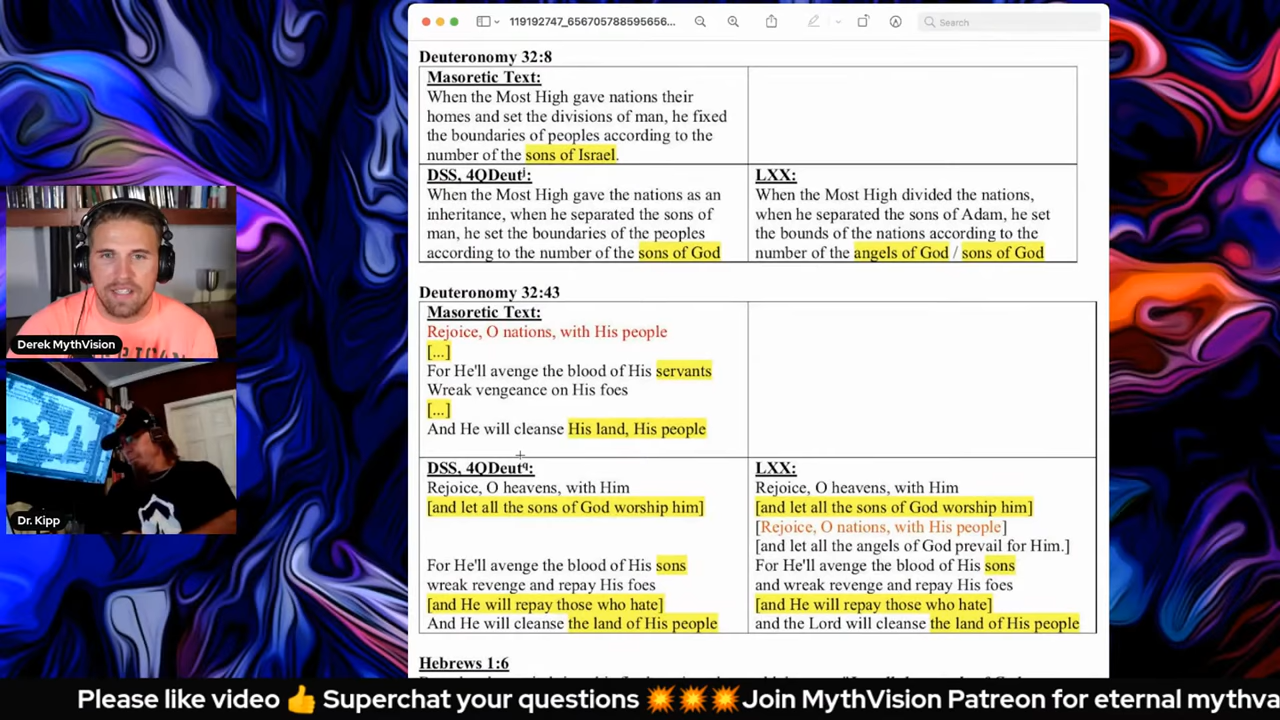 119192747_656705788595656...
Search
Deuteronomy 32:8
Masoretic Text:
When the Most High gave nations their
homes and set the divisions of man, he fixed
the boundaries of peoples according to the
number of the sons of Israel.
DSS, 4QDeutʲ:
When the Most High gave the nations as an
inheritance, when he separated the sons of
man, he set the boundaries of the peoples
according to the number of the sons of God
LXX:
When the Most High divided the nations,
when he separated the sons of Adam, he set
the bounds of the nations according to the
number of the angels of God / sons of God
Deuteronomy 32:43
Masoretic Text:
Rejoice, O nations, with His people
[...]
For He'll avenge the blood of His servants
Wreak vengeance on His foes
[...]
And He will cleanse His land, His people
DSS, 4QDeutq:
Rejoice, O heavens, with Him
[and let all the sons of God worship him]
For He'll avenge the blood of His sons
wreak revenge and repay His foes
[and He will repay those who hate]
And He will cleanse the land of His people
LXX:
Rejoice, O heavens, with Him
[and let all the sons of God worship him]
[Rejoice, O nations, with His people]
[and let all the angels of God prevail for Him.]
For He'll avenge the blood of His sons
and wreak revenge and repay His foes
[and He will repay those who hate]
and the Lord will cleanse the land of His people
Hebrews 1:6
Derek MythVision
Dr. Kipp
Please like video 👍 Superchat your questions 💥💥💥 Join MythVision Patreon for eternal mythva